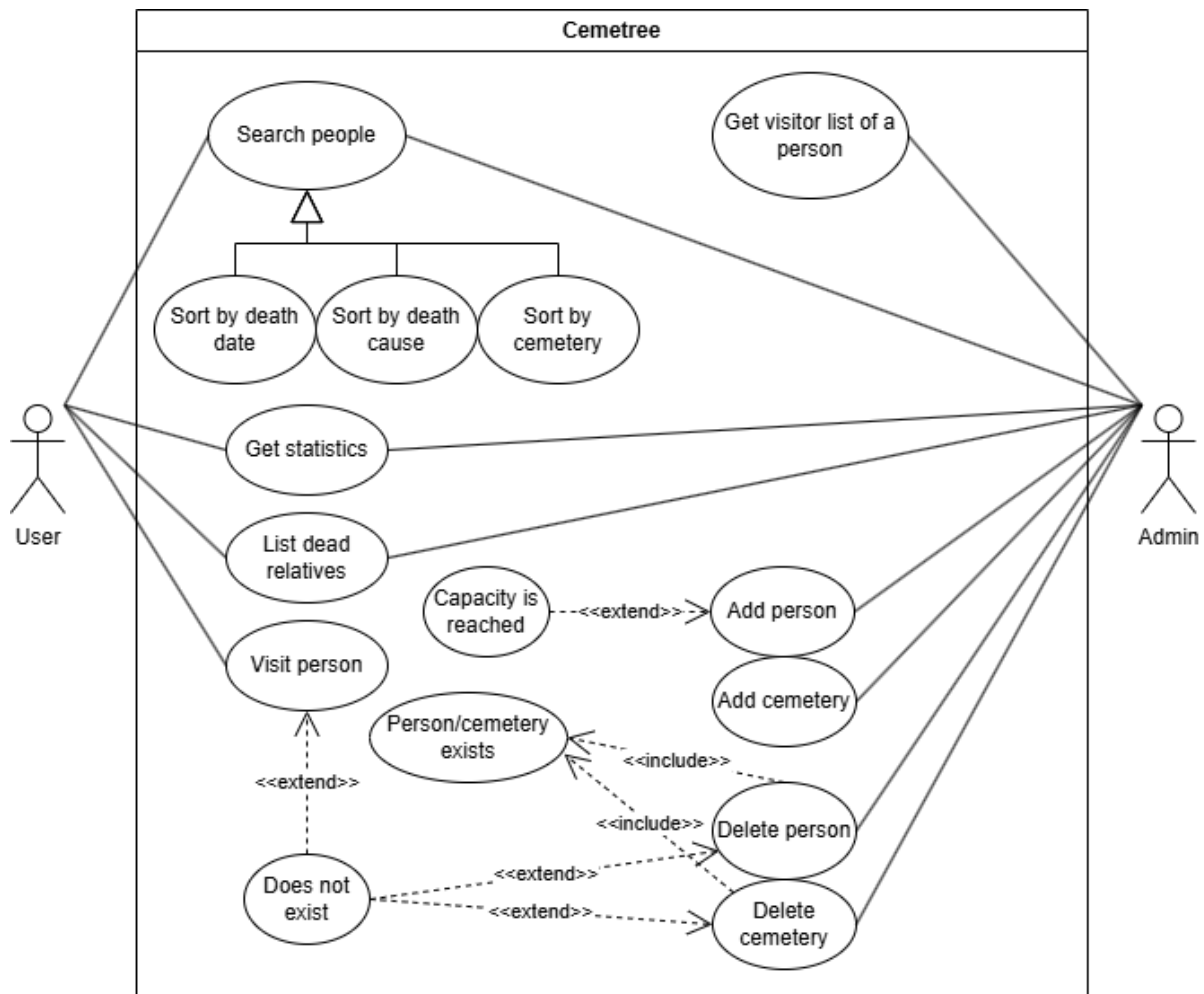 Cemetree
Search people
Get visitor list of a
person
Sort by death
date
Sort by death
cause
Sort by
cemetery
User
Admin
Get statistics
List dead
relatives
Capacity is
reached
<<extend>>
Add person
Visit person
Add cemetery
Person/cemetery
exists
<<include>>
<<extend>>
<<include>>
Delete person
<<extend>>
Does not
exist
<<extend>>
Delete
cemetery